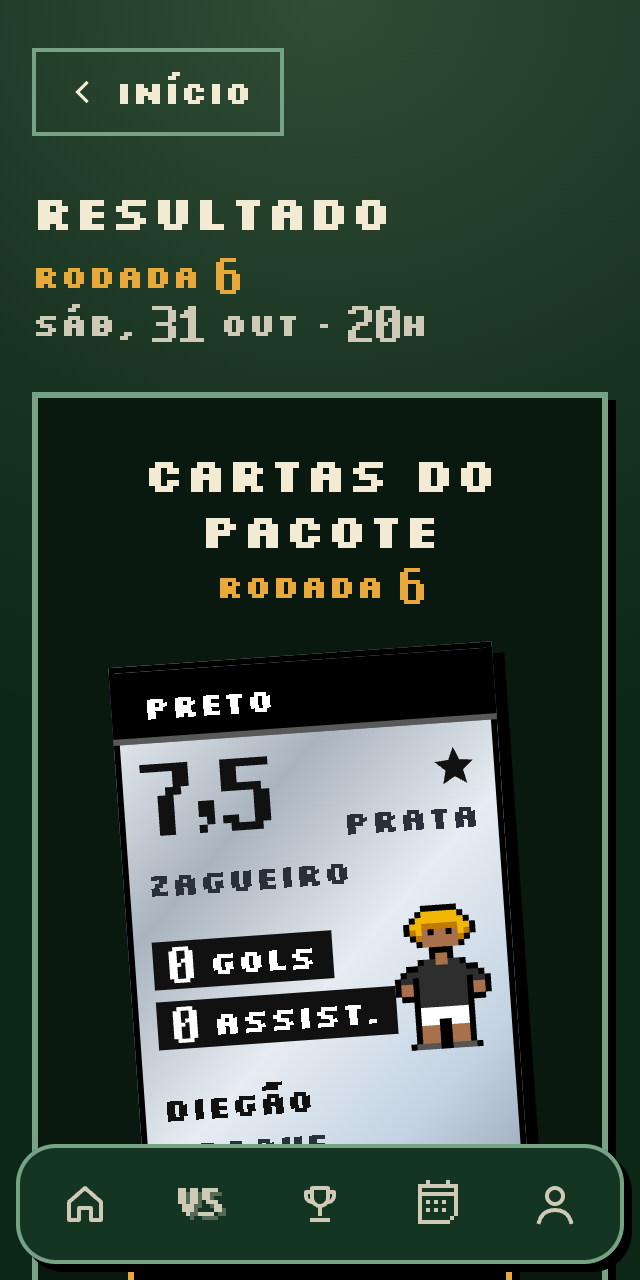 INÍCIO
RESULTADO
RODADA 6
SÁB, 31 OUT · 20H
CARTAS DO
PACOTE
RODADA 6
PRETO
7,5
PRATA
ZAGUEIRO
0 GOLS
0 ASSIST.
DIEGÃO
VS